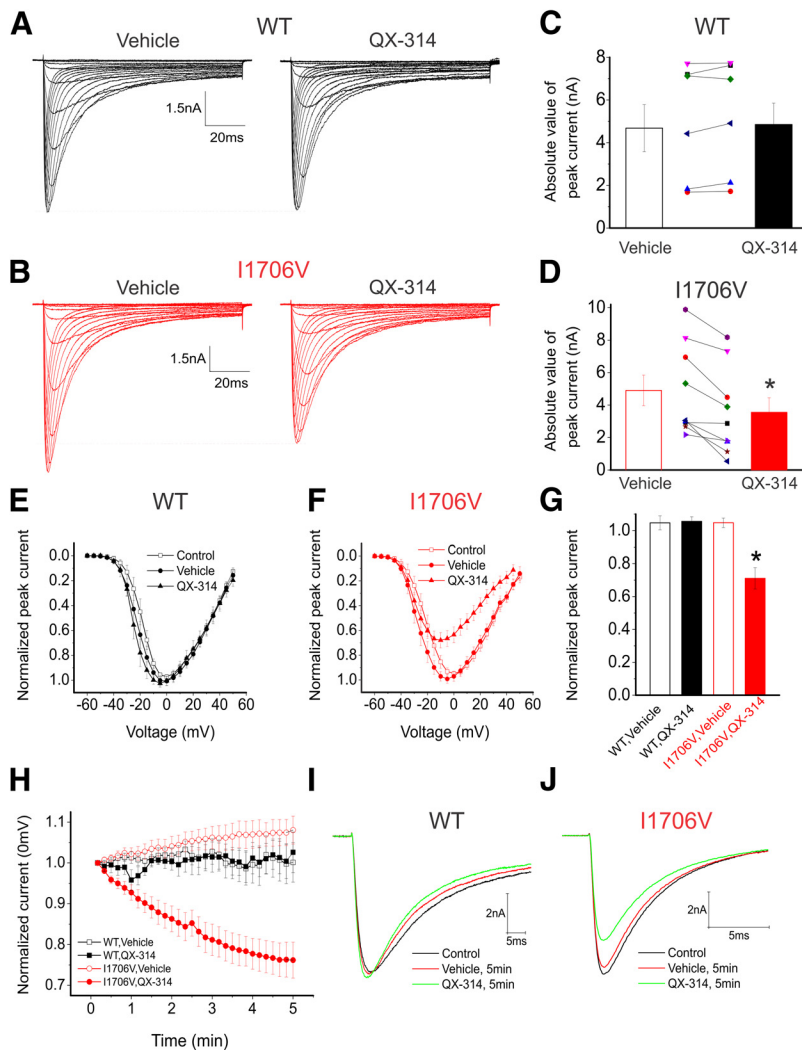 A
WT
Vehicle
QX-314
1.5nA
20ms
C
WT
Absolute value of
peak current (nA)
8
6
4
2
0
Vehicle
QX-314
B
I1706V
Vehicle
QX-314
1.5nA
20ms
D
I1706V
Absolute value of
peak current (nA)
10
8
6
4
2
0
*
Vehicle
QX-314
E
WT
Normalized peak current
0.0
0.2
0.4
0.6
0.8
1.0
Control
Vehicle
QX-314
-60 -40 -20 0 20 40 60
Voltage (mV)
F
I1706V
Normalized peak current
0.0
0.2
0.4
0.6
0.8
1.0
Control
Vehicle
QX-314
-60 -40 -20 0 20 40 60
Voltage (mV)
G
Normalized peak current
1.0
0.8
0.6
0.4
0.2
0.0
*
WT,Vehicle
WT,QX-314
I1706V,Vehicle
I1706V,QX-314
H
Normalized current (0mV)
1.1
1.0
0.9
0.8
0.7
WT,Vehicle
WT,QX-314
I1706V,Vehicle
I1706V,QX-314
0 1 2 3 4 5
Time (min)
I
WT
2nA
5ms
Control
Vehicle, 5min
QX-314, 5min
J
I1706V
2nA
5ms
Control
Vehicle, 5min
QX-314, 5min